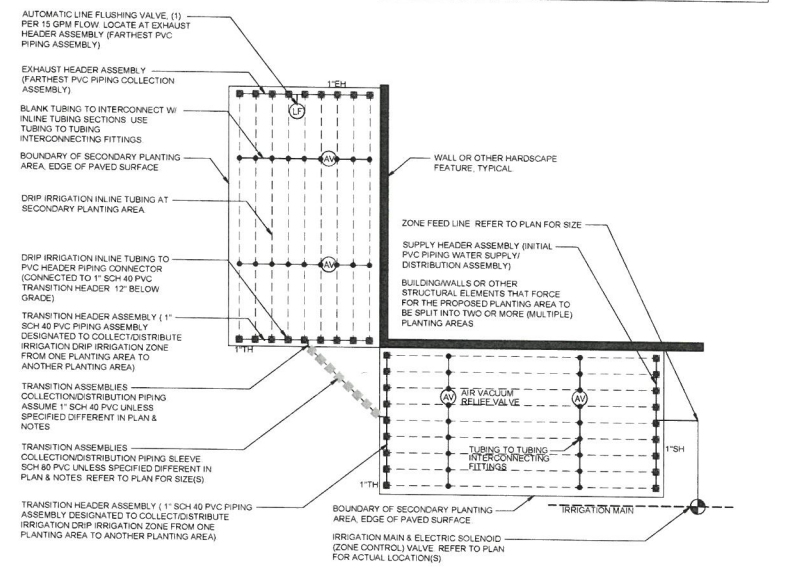 AUTOMATIC LINE FLUSHING VALVE, (1)
PER 15 GPM FLOW. LOCATE AT EXHAUST
HEADER ASSEMBLY (FARTHEST PVC
PIPING ASSEMBLY)
EXHAUST HEADER ASSEMBLY
(FARTHEST PVC PIPING COLLECTION
ASSEMBLY)
BLANK TUBING TO INTERCONNECT W/
INLINE TUBING SECTIONS USE
TUBING TO TUBING
INTERCONNECTING FITTINGS
BOUNDARY OF SECONDARY PLANTING
AREA, EDGE OF PAVED SURFACE
DRIP IRRIGATION INLINE TUBING AT
SECONDARY PLANTING AREA
DRIP IRRIGATION INLINE TUBING TO
PVC HEADER PIPING CONNECTOR
(CONNECTED TO 1" SCH 40 PVC
TRANSITION HEADER 12" BELOW
GRADE)
TRANSITION HEADER ASSEMBLY ( 1"
SCH 40 PVC PIPING ASSEMBLY
DESIGNATED TO COLLECT/DISTRIBUTE
IRRIGATION DRIP IRRIGATION ZONE
FROM ONE PLANTING AREA TO
ANOTHER PLANTING AREA)
TRANSITION ASSEMBLIES
COLLECTION/DISTRIBUTION PIPING
ASSUME 1" SCH 40 PVC UNLESS
SPECIFIED DIFFERENT IN PLAN &
NOTES
TRANSITION ASSEMBLIES
COLLECTION/DISTRIBUTION PIPING SLEEVE.
SCH 80 PVC UNLESS SPECIFIED DIFFERENT IN
PLAN & NOTES REFER TO PLAN FOR SIZE(S)
TRANSITION HEADER ASSEMBLY ( 1" SCH 40 PVC PIPING
ASSEMBLY DESIGNATED TO COLLECT/DISTRIBUTE
IRRIGATION DRIP IRRIGATION ZONE FROM ONE
PLANTING AREA TO ANOTHER PLANTING AREA)
1"EH
LF
AV
AV
1"TH
WALL OR OTHER HARDSCAPE
FEATURE, TYPICAL.
ZONE FEED LINE REFER TO PLAN FOR SIZE
SUPPLY HEADER ASSEMBLY (INITIAL
PVC PIPING WATER SUPPLY/
DISTRIBUTION ASSEMBLY)
BUILDING/WALLS OR OTHER
STRUCTURAL ELEMENTS THAT FORCE
FOR THE PROPOSED PLANTING AREA TO
BE SPLIT INTO TWO OR MORE (MULTIPLE)
PLANTING AREAS
AV
AIR VACUUM
RELIEF VALVE
AV
TUBING TO TUBING
INTERCONNECTING
FITTINGS
1"SH
1"TH
BOUNDARY OF SECONDARY PLANTING
AREA, EDGE OF PAVED SURFACE.
IRRIGATION MAIN
IRRIGATION MAIN & ELECTRIC SOLENOID
(ZONE CONTROL) VALVE REFER TO PLAN
FOR ACTUAL LOCATION(S)